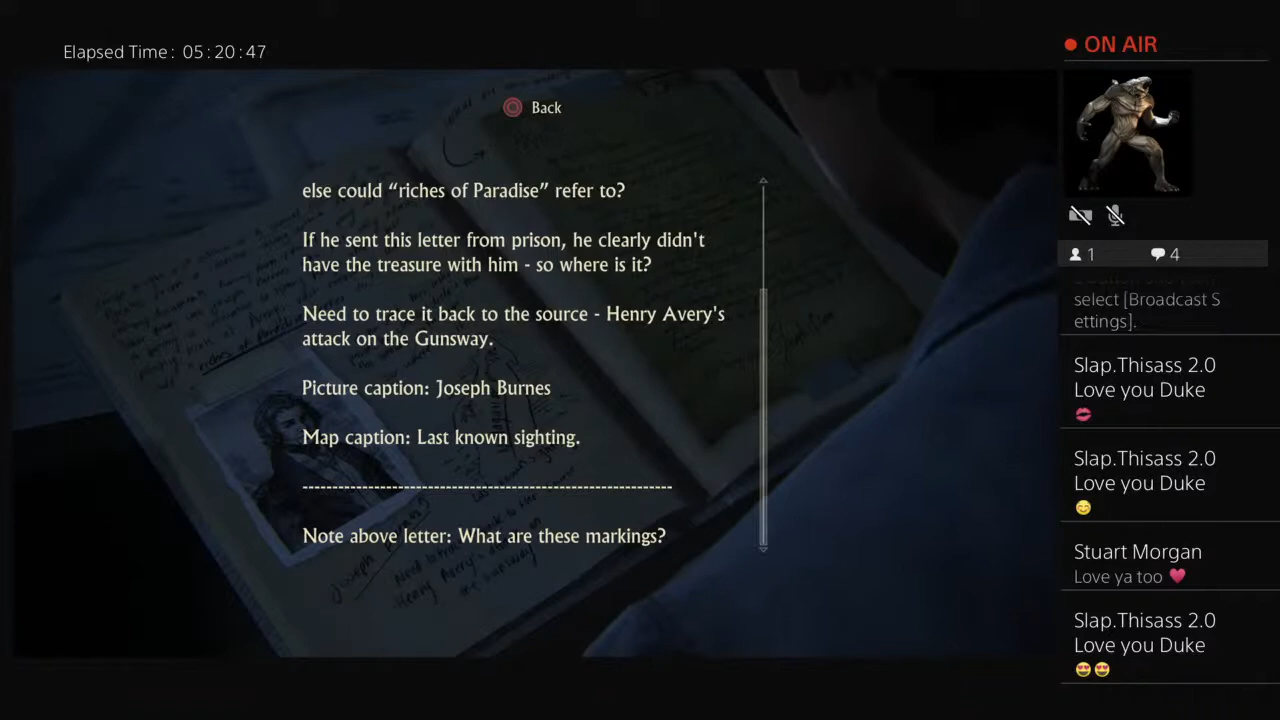 Elapsed Time: 05:20:47
Back
else could “riches of Paradise” refer to?
If he sent this letter from prison, he clearly didn't
have the treasure with him - so where is it?
Need to trace it back to the source - Henry Avery's
attack on the Gunsway.
Picture caption: Joseph Burnes
Map caption: Last known sighting.
------------------------------------------------------------
Note above letter: What are these markings?
ON AIR
1
4
select [Broadcast S
ettings].
Slap.Thisass 2.0
Love you Duke
💋
Slap.Thisass 2.0
Love you Duke
😊
Stuart Morgan
Love ya too ♥
Slap.Thisass 2.0
Love you Duke
😍😍